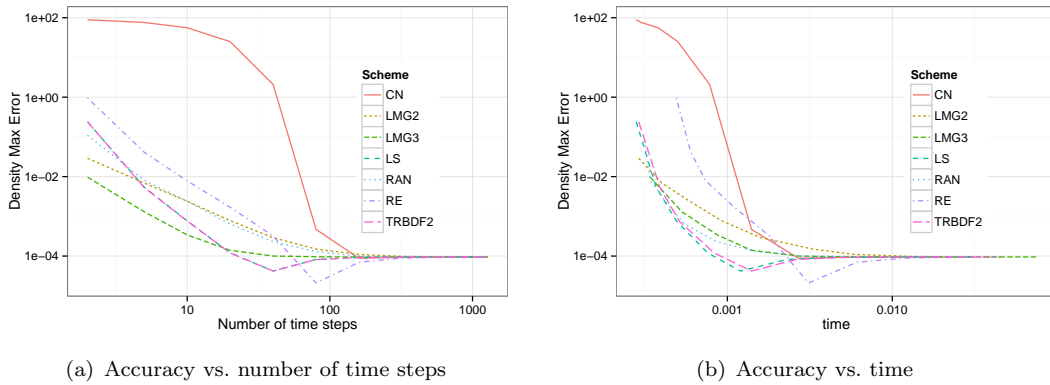 1e+02
1e+00
1e−02
1e−04
Density Max Error
10
100
1000
Number of time steps
Scheme
CN
LMG2
LMG3
LS
RAN
RE
TRBDF2
(a) Accuracy vs. number of time steps
1e+02
1e+00
1e−02
1e−04
Density Max Error
0.001
0.010
time
Scheme
CN
LMG2
LMG3
LS
RAN
RE
TRBDF2
(b) Accuracy vs. time